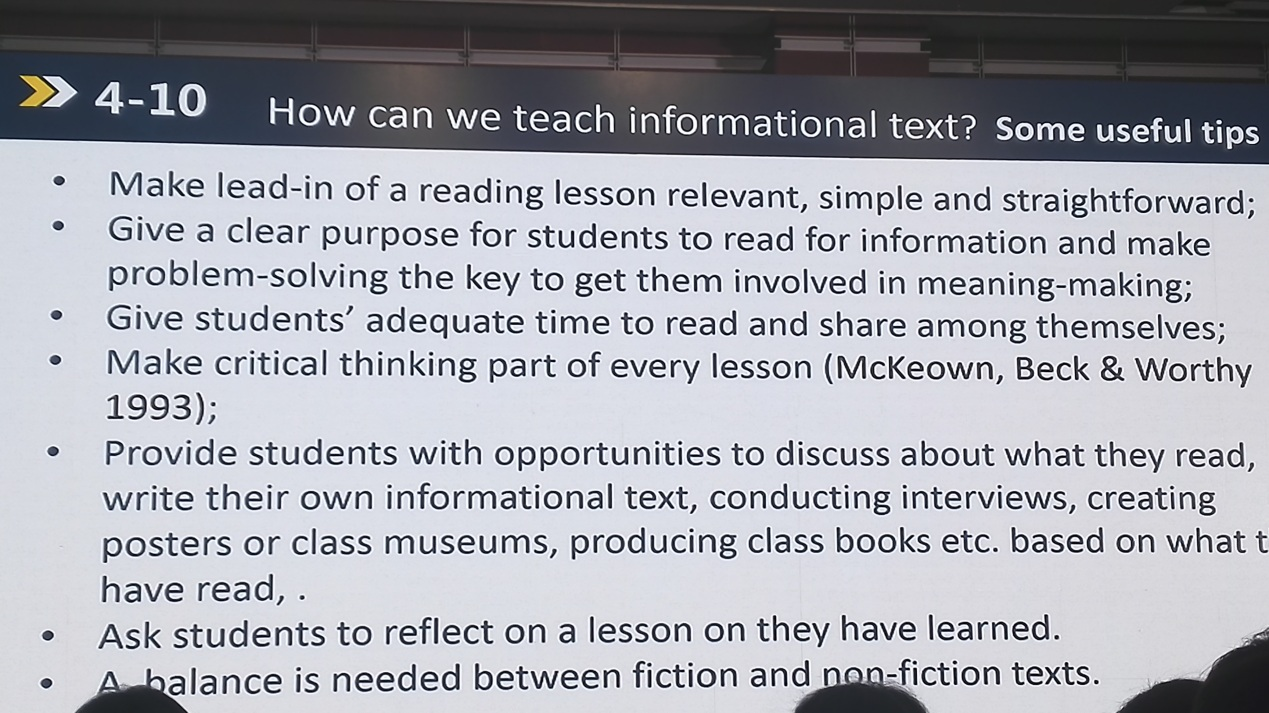 4-10 How can we teach informational text? Some useful tips
• Make lead-in of a reading lesson relevant, simple and straightforward;
• Give a clear purpose for students to read for information and make
problem-solving the key to get them involved in meaning-making;
• Give students’ adequate time to read and share among themselves;
• Make critical thinking part of every lesson (McKeown, Beck & Worthy
1993);
• Provide students with opportunities to discuss about what they read,
write their own informational text, conducting interviews, creating
posters or class museums, producing class books etc. based on what
have read, .
• Ask students to reflect on a lesson on they have learned.
• A balance is needed between fiction and non-fiction texts.